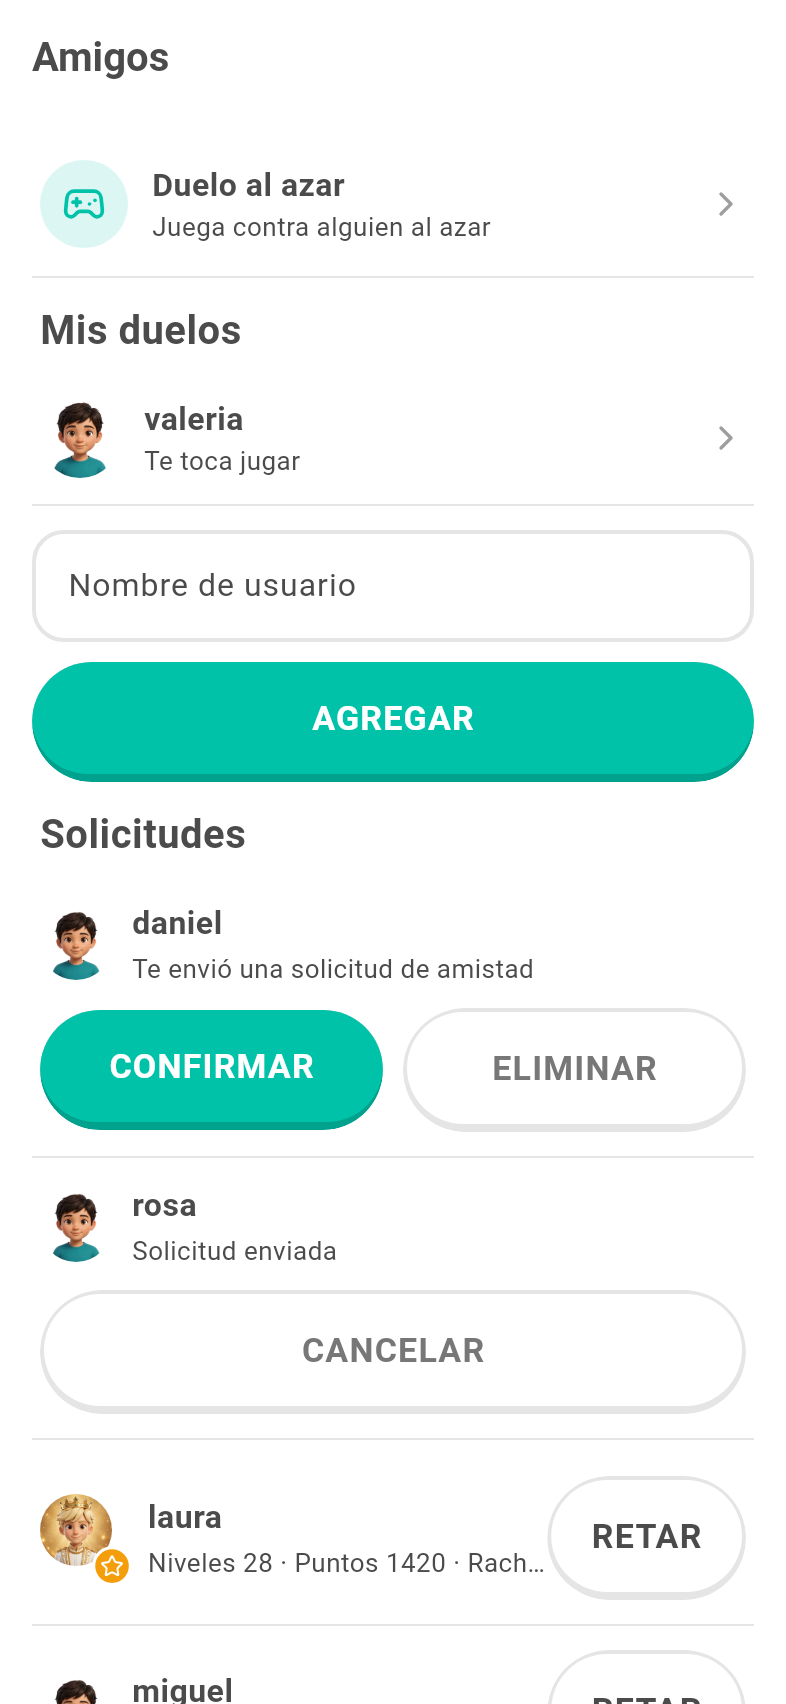 Amigos
Duelo al azar
Juega contra alguien al azar
Mis duelos
valeria
Te toca jugar
Nombre de usuario
AGREGAR
Solicitudes
daniel
Te envió una solicitud de amistad
CONFIRMAR
ELIMINAR
rosa
Solicitud enviada
CANCELAR
laura
Niveles 28 · Puntos 1420 · Rach...
RETAR
miguel
RETAR